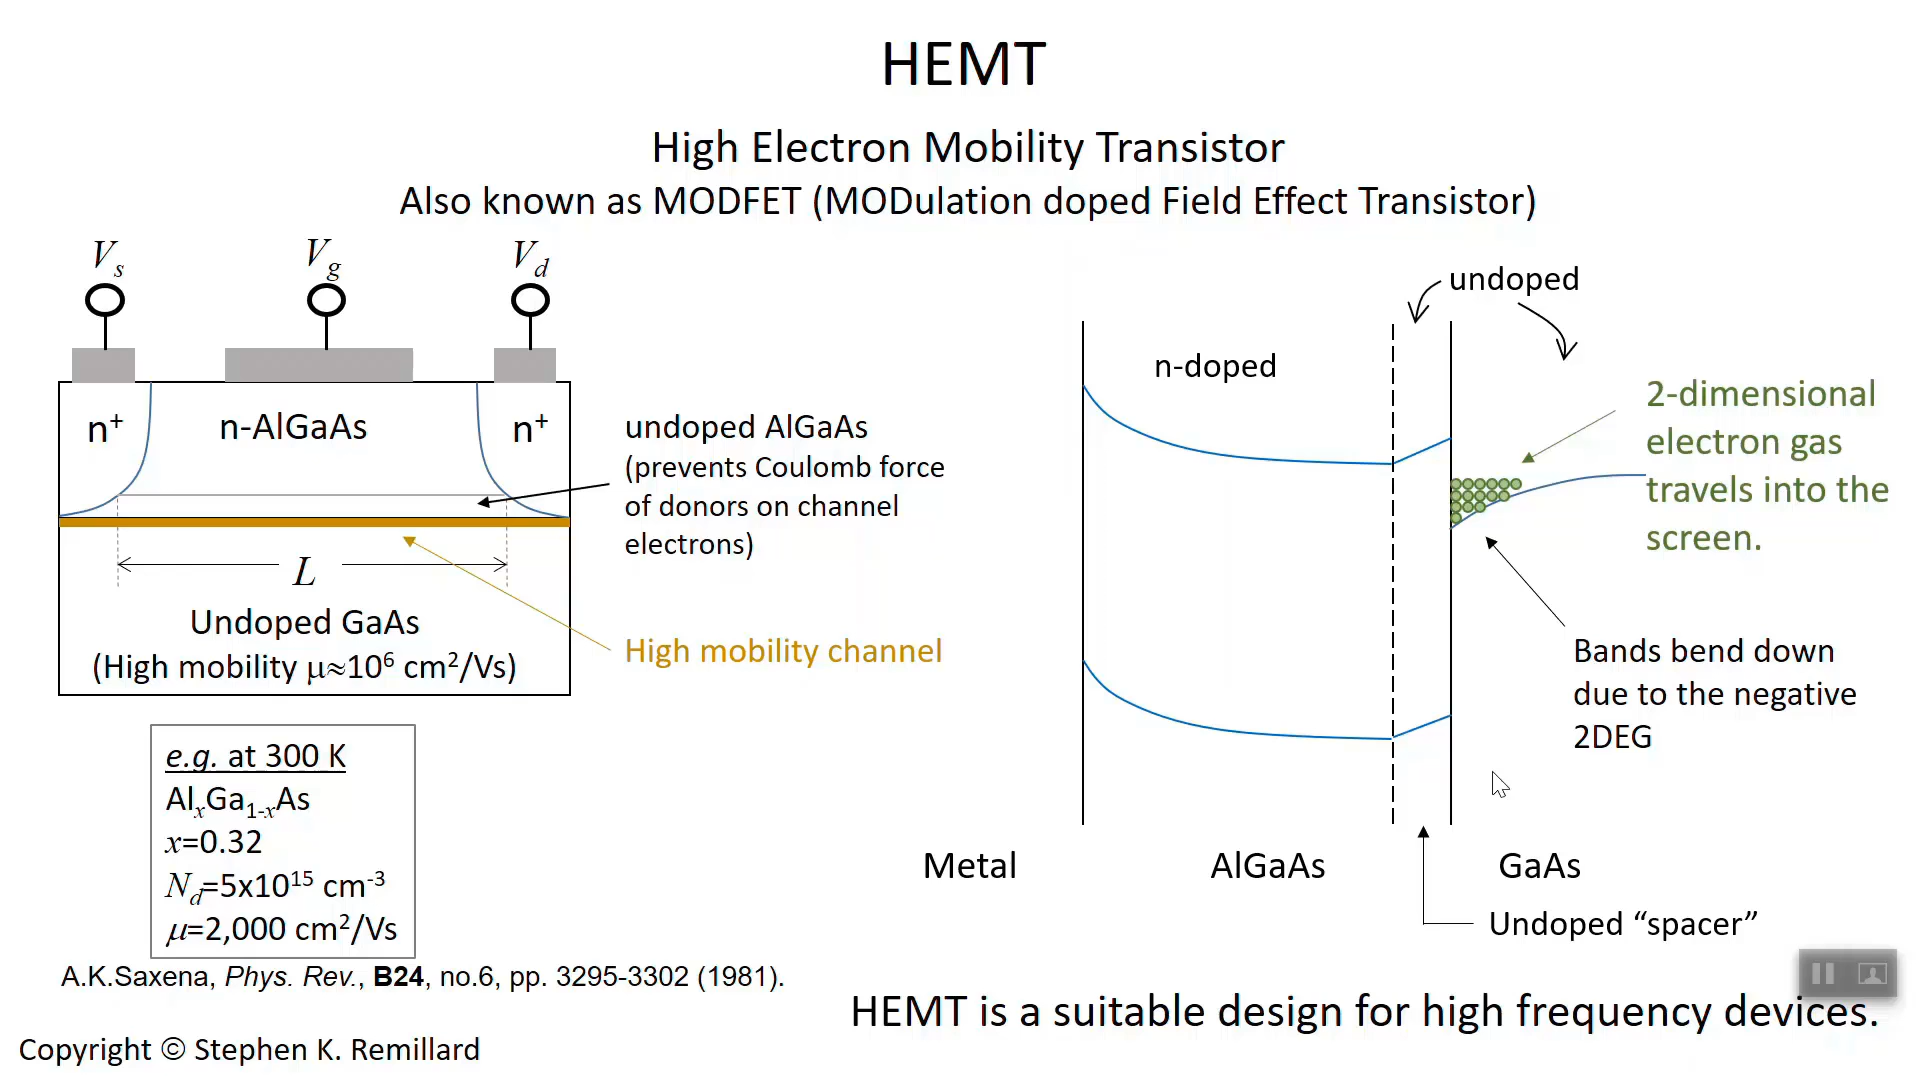 HEMT
High Electron Mobility Transistor
Also known as MODFET (MODulation doped Field Effect Transistor)
Vs
Vg
Vd
n+
n-AlGaAs
n+
undoped AlGaAs
(prevents Coulomb force
of donors on channel
electrons)
L
Undoped GaAs
(High mobility μ≈10⁶ cm²/Vs)
High mobility channel
e.g. at 300 K
AlxGa1-xAs
x=0.32
Nd=5x10¹⁵ cm⁻³
μ=2,000 cm²/Vs
A.K.Saxena, Phys. Rev., B24, no.6, pp. 3295-3302 (1981).
Copyright © Stephen K. Remillard
undoped
n-doped
2-dimensional
electron gas
travels into the
screen.
Bands bend down
due to the negative
2DEG
Metal
AlGaAs
GaAs
Undoped “spacer”
HEMT is a suitable design for high frequency devices.